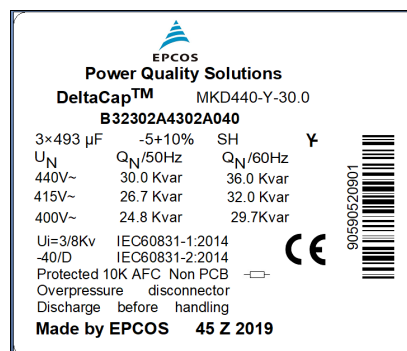 EPCOS
Power Quality Solutions
DeltaCap™ MKD440-Y-30.0
B32302A4302A040
3×493 µF -5+10% SH Y
UN QN/50Hz QN/60Hz
440V~ 30.0 Kvar 36.0 Kvar
415V~ 26.7 Kvar 32.0 Kvar
400V~ 24.8 Kvar 29.7Kvar
Ui=3/8Kv IEC60831-1:2014
-40/D IEC60831-2:2014
Protected 10K AFC Non PCB
Overpressure disconnector
Discharge before handling
Made by EPCOS 45 Z 2019
CE
90590520901